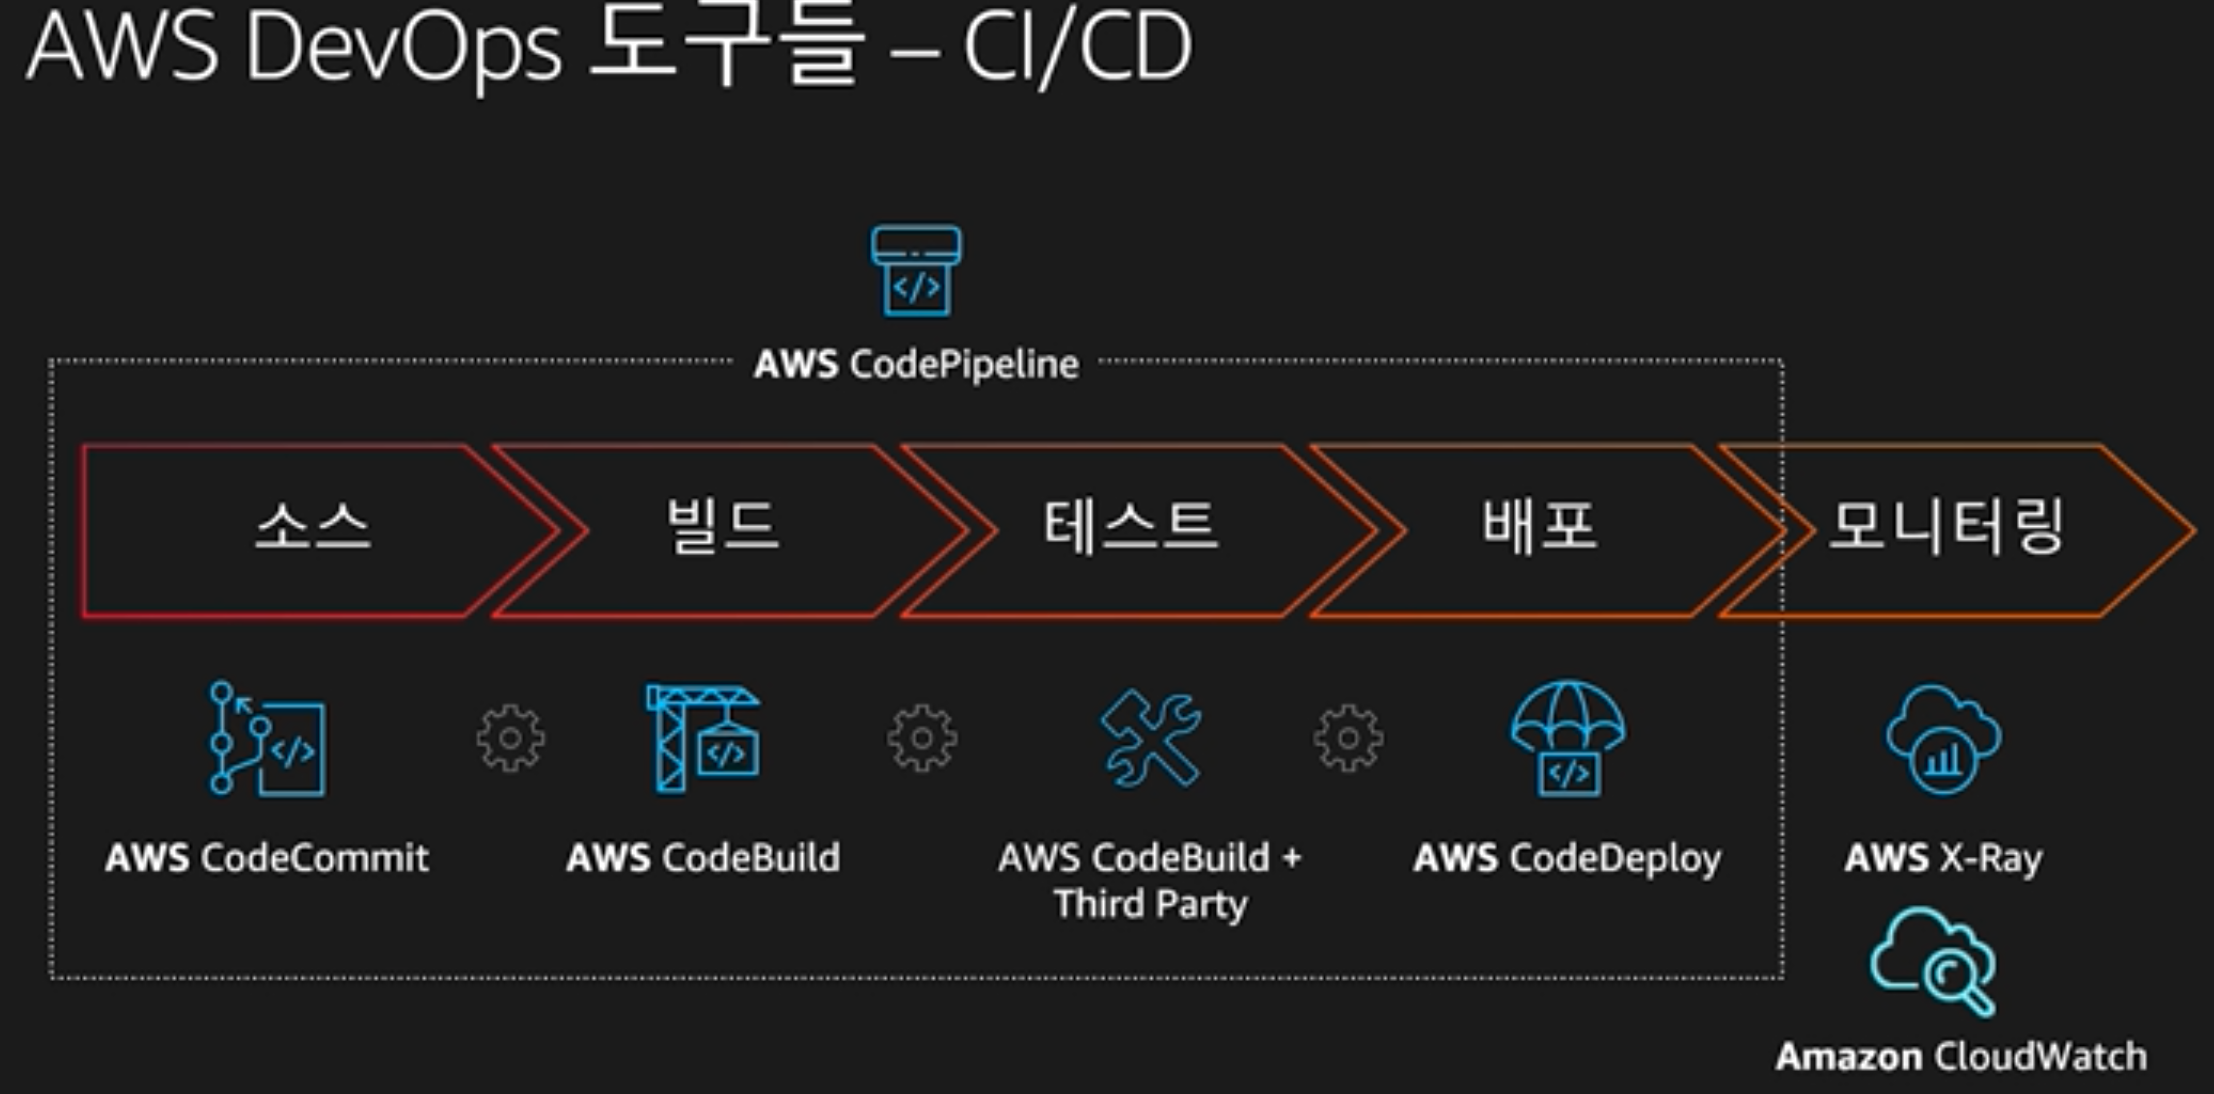 AWS DevOps 도구들 – CI/CD
</>
AWS CodePipeline
소스
빌드
테스트
배포
모니터링
</>
</>
</>
AWS CodeCommit
AWS CodeBuild
AWS CodeBuild +
Third Party
AWS CodeDeploy
AWS X-Ray
Amazon CloudWatch